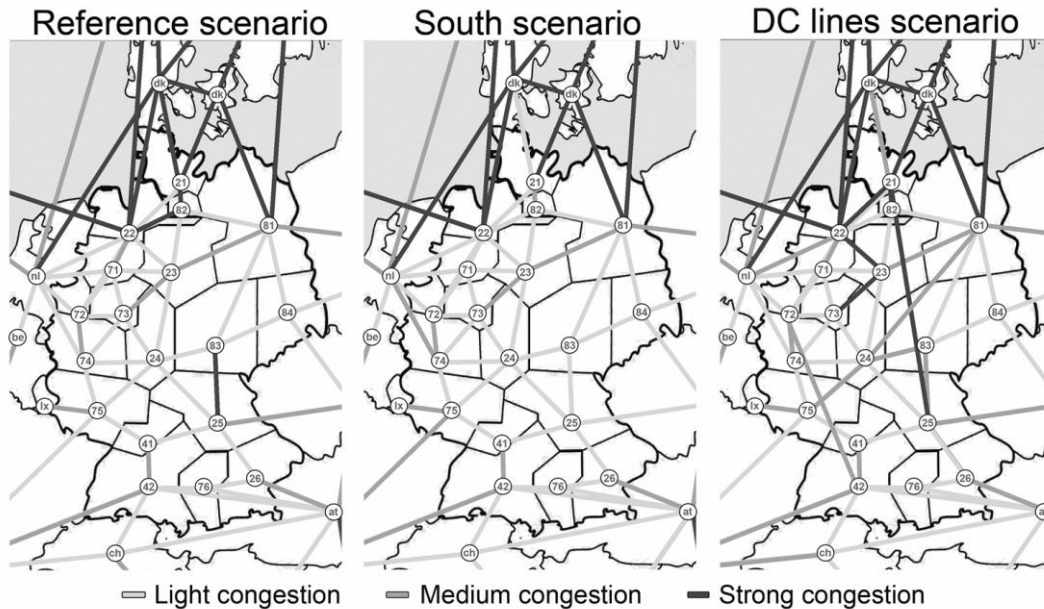 Reference scenario South scenario DC lines scenario
dk dk dk dk dk dk
21 21 21
82 82 82
22 81 22 81 22 81
nl 71 23 nl 71 23 nl 71 23
72 73 84 72 73 84 72 73 84
be 74 24 83 be 74 24 83 be 74 24 83
lx 75 25 lx 75 25 lx 75 25
41 41 41
42 76 26 42 76 26 42 76 26
at at a
ch ch ch
Light congestion Medium congestion Strong congestion